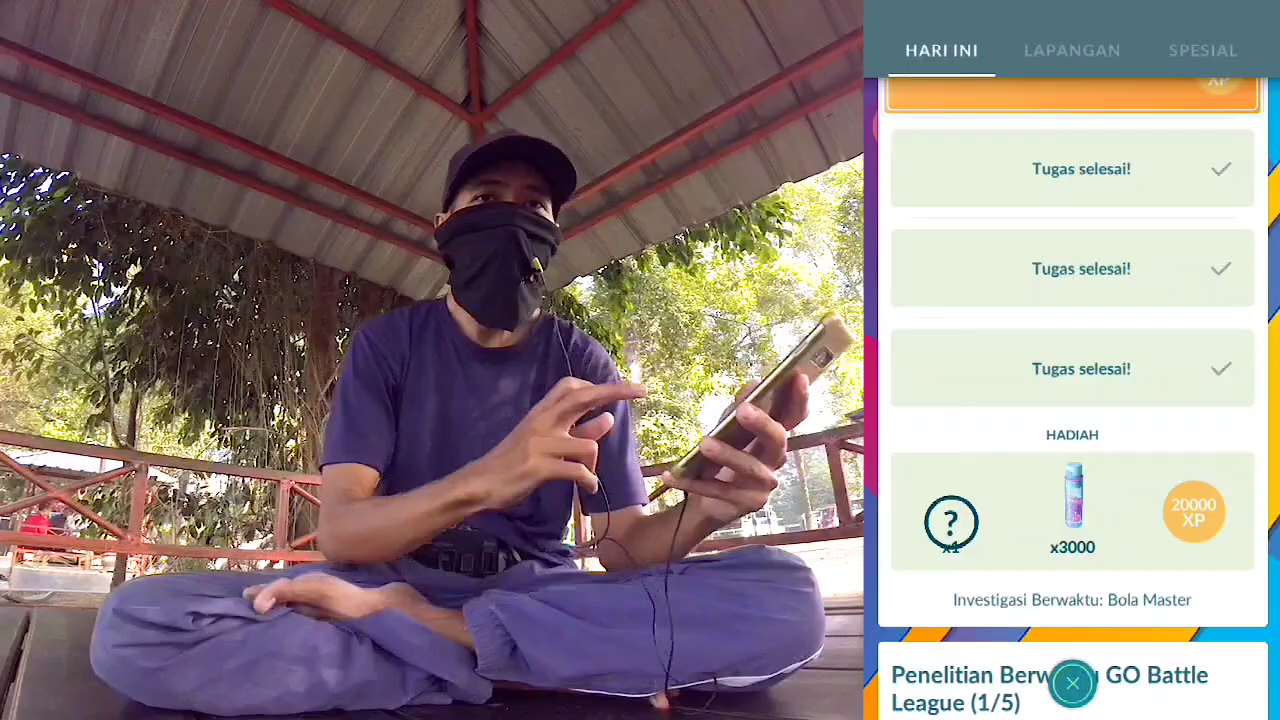 HARI INI
LAPANGAN
SPESIAL
XP
Tugas selesai!
Tugas selesai!
Tugas selesai!
HADIAH
?
x1
x3000
20000
XP
Investigasi Berwaktu: Bola Master
GO Battle
League (1/5)
Penelitian